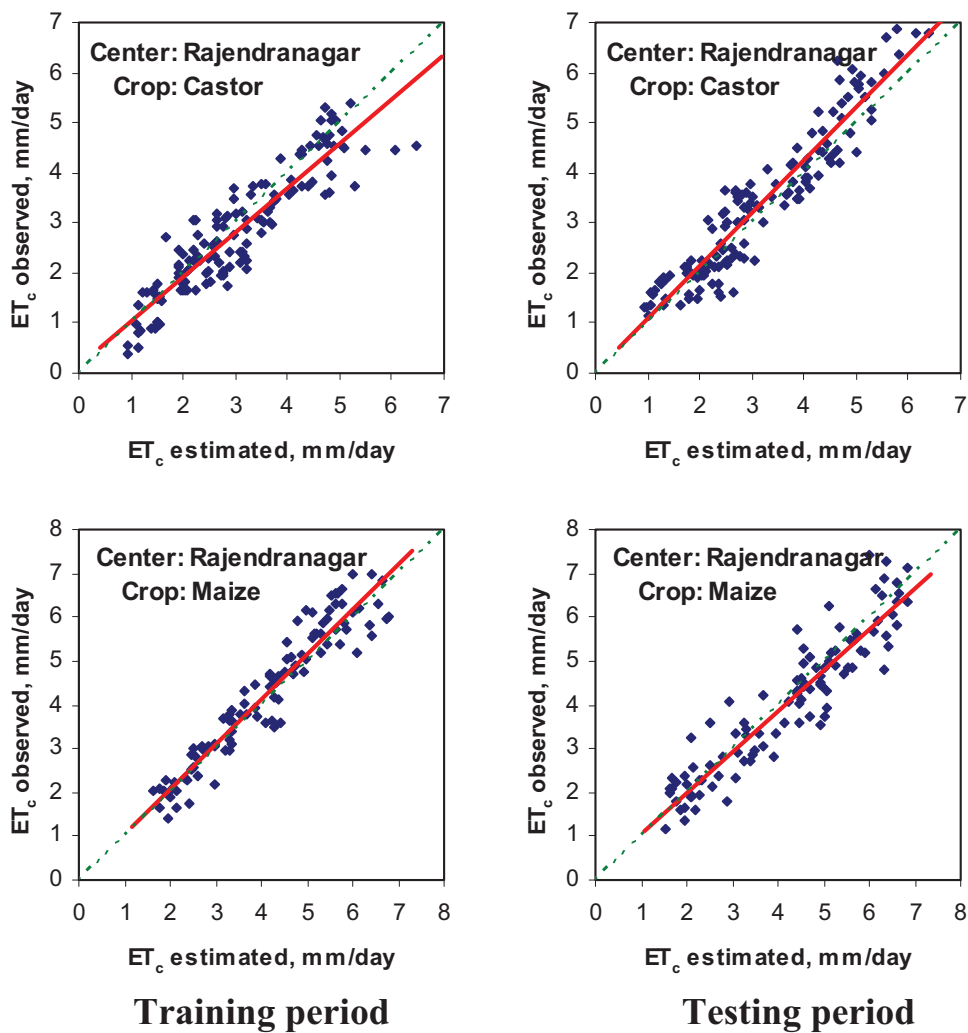 7
6
5
4
3
2
1
0
ETc observed, mm/day
Center: Rajendranagar
Crop: Castor
0 1 2 3 4 5 6 7
ETc estimated, mm/day
7
6
5
4
3
2
1
0
ETc observed, mm/day
Center: Rajendranagar
Crop: Castor
0 1 2 3 4 5 6 7
ETc estimated, mm/day
8
7
6
5
4
3
2
1
0
ETc observed, mm/day
Center: Rajendranagar
Crop: Maize
0 1 2 3 4 5 6 7 8
ETc estimated, mm/day
8
7
6
5
4
3
2
1
0
ETc observed, mm/day
Center: Rajendranagar
Crop: Maize
0 1 2 3 4 5 6 7 8
ETc estimated, mm/day
Training period
Testing period